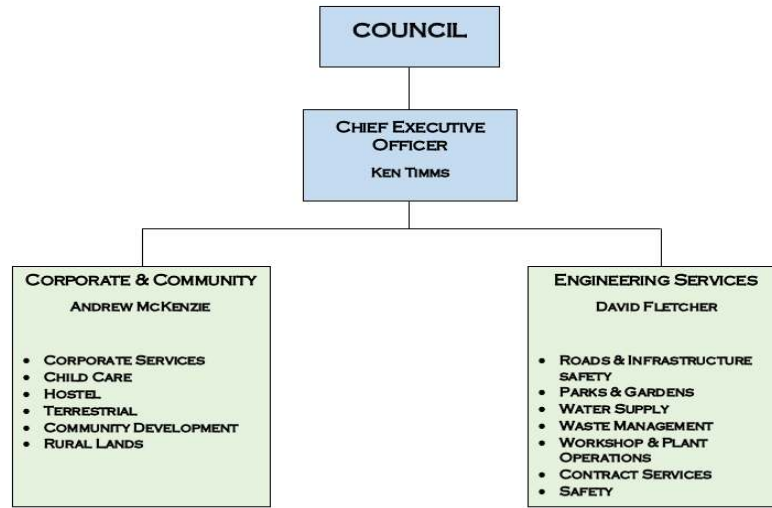 COUNCIL
CHIEF EXECUTIVE
OFFICER
KEN TIMMS
CORPORATE & COMMUNITY
ANDREW MCKENZIE
• CORPORATE SERVICES
• CHILD CARE
• HOSTEL
• TERRESTRIAL
• COMMUNITY DEVELOPMENT
• RURAL LANDS
ENGINEERING SERVICES
DAVID FLETCHER
• ROADS & INFRASTRUCTURE
SAFETY
• PARKS & GARDENS
• WATER SUPPLY
• WASTE MANAGEMENT
• WORKSHOP & PLANT
OPERATIONS
• CONTRACT SERVICES
• SAFETY